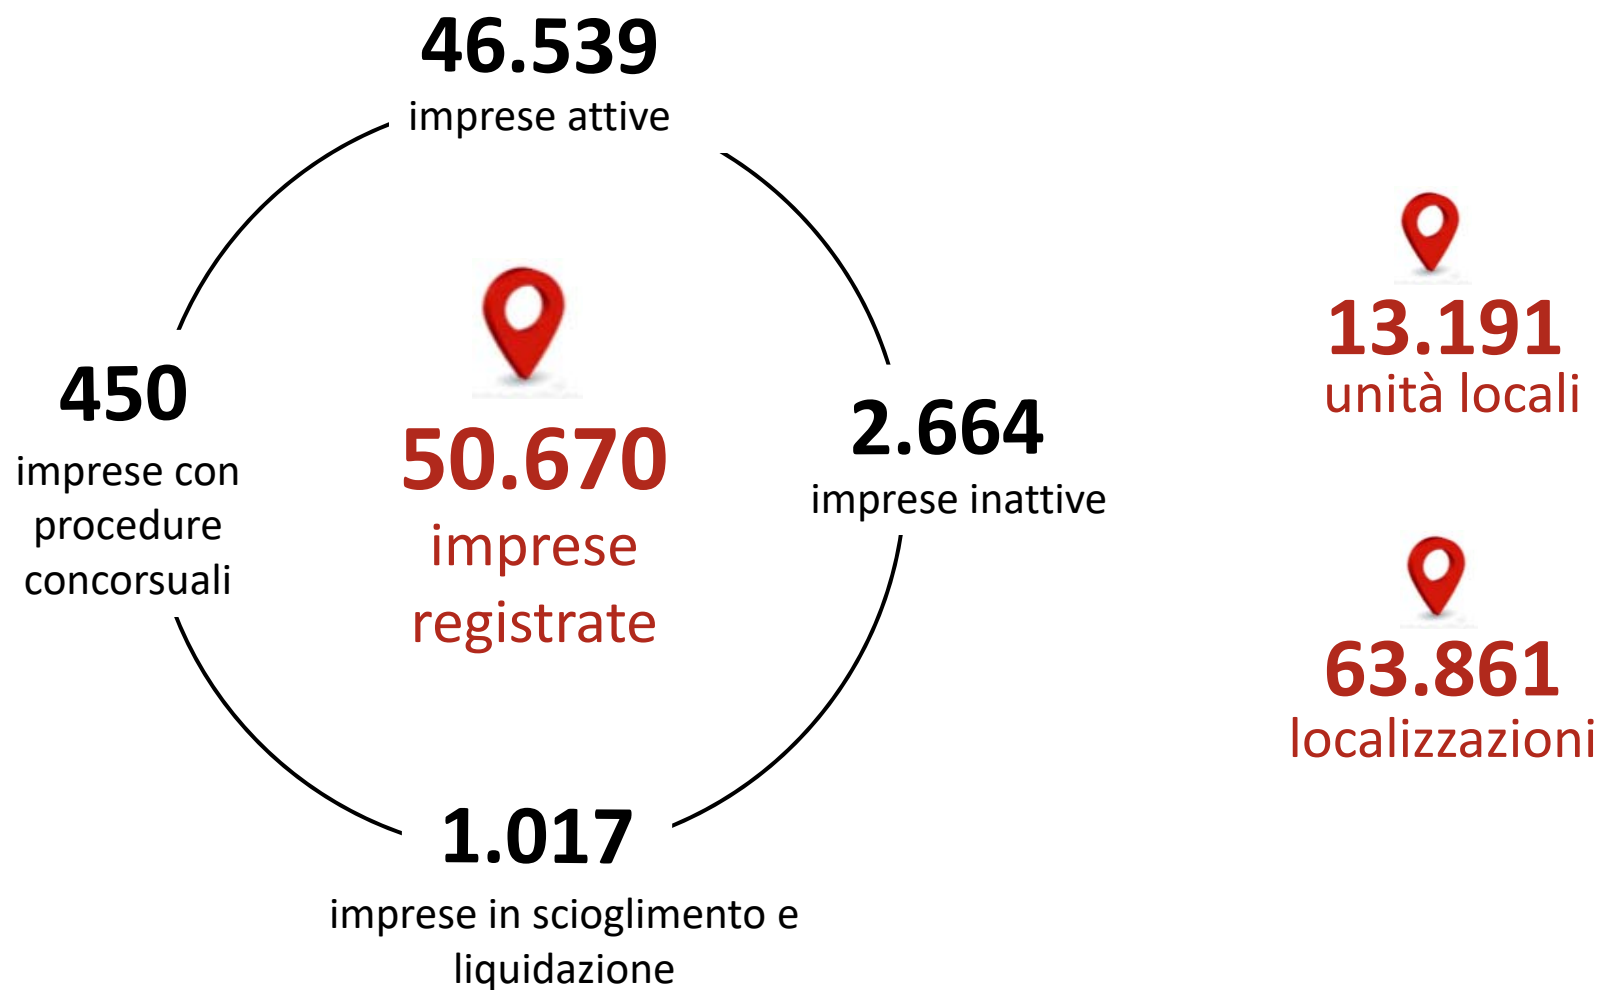 46.539
imprese attive
450
imprese con
procedure
concorsuali
50.670
imprese
registrate
2.664
imprese inattive
1.017
imprese in scioglimento e
liquidazione
13.191
unità locali
63.861
localizzazioni